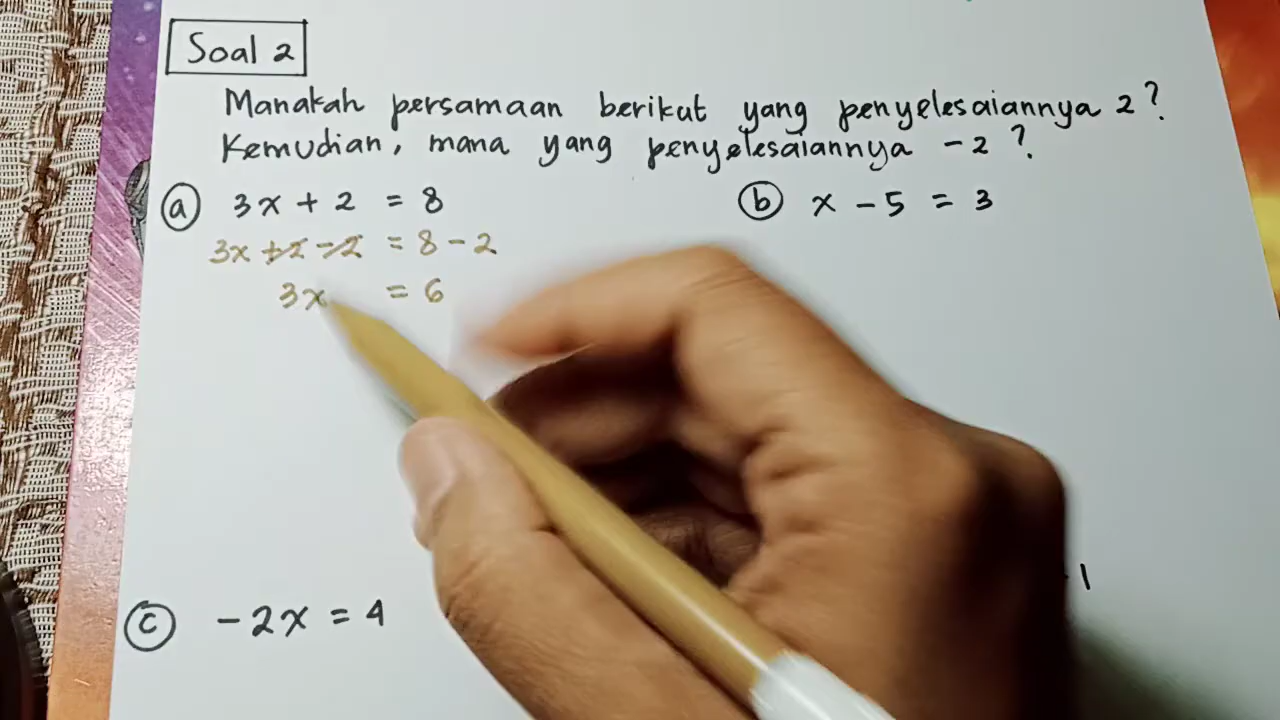 Soal 2
Manakah persamaan berikut yang penyelesaiannya 2?
Kemudian, mana yang penyelesaiannya -2?
a 3x + 2 = 8
3x + 2 - 2 = 8 - 2
3x = 6
b x - 5 = 3
c -2x = 4
1